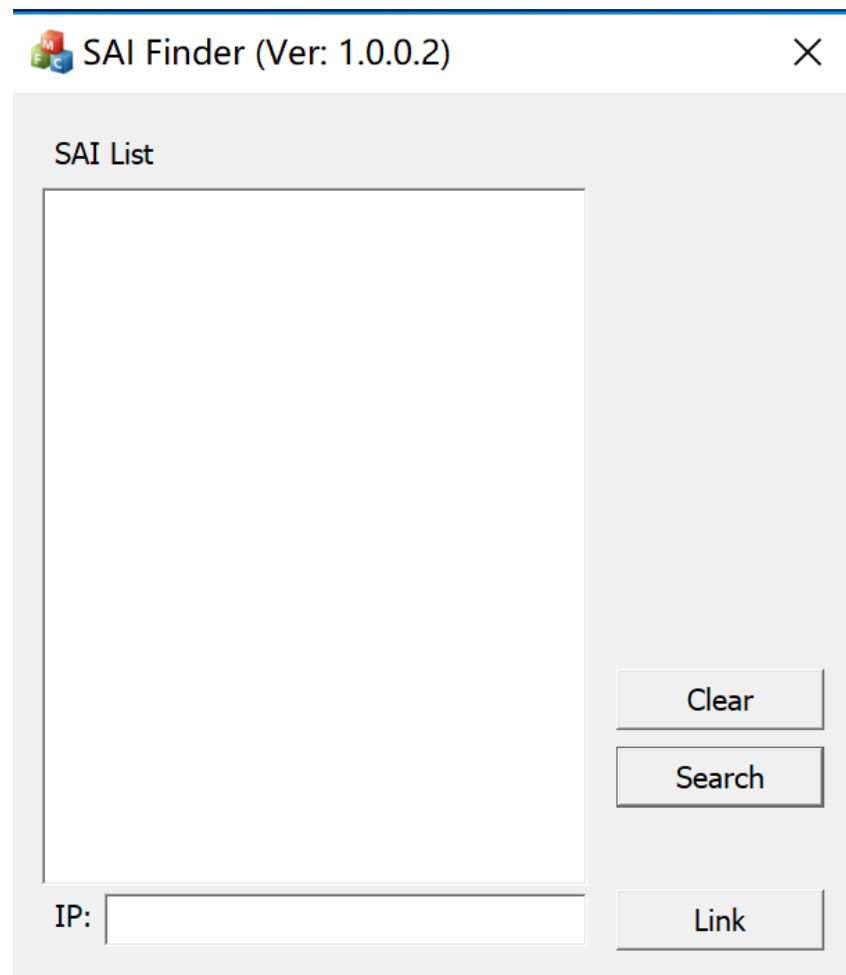 SAI Finder (Ver: 1.0.0.2)
SAI List
Clear
Search
IP:
Link